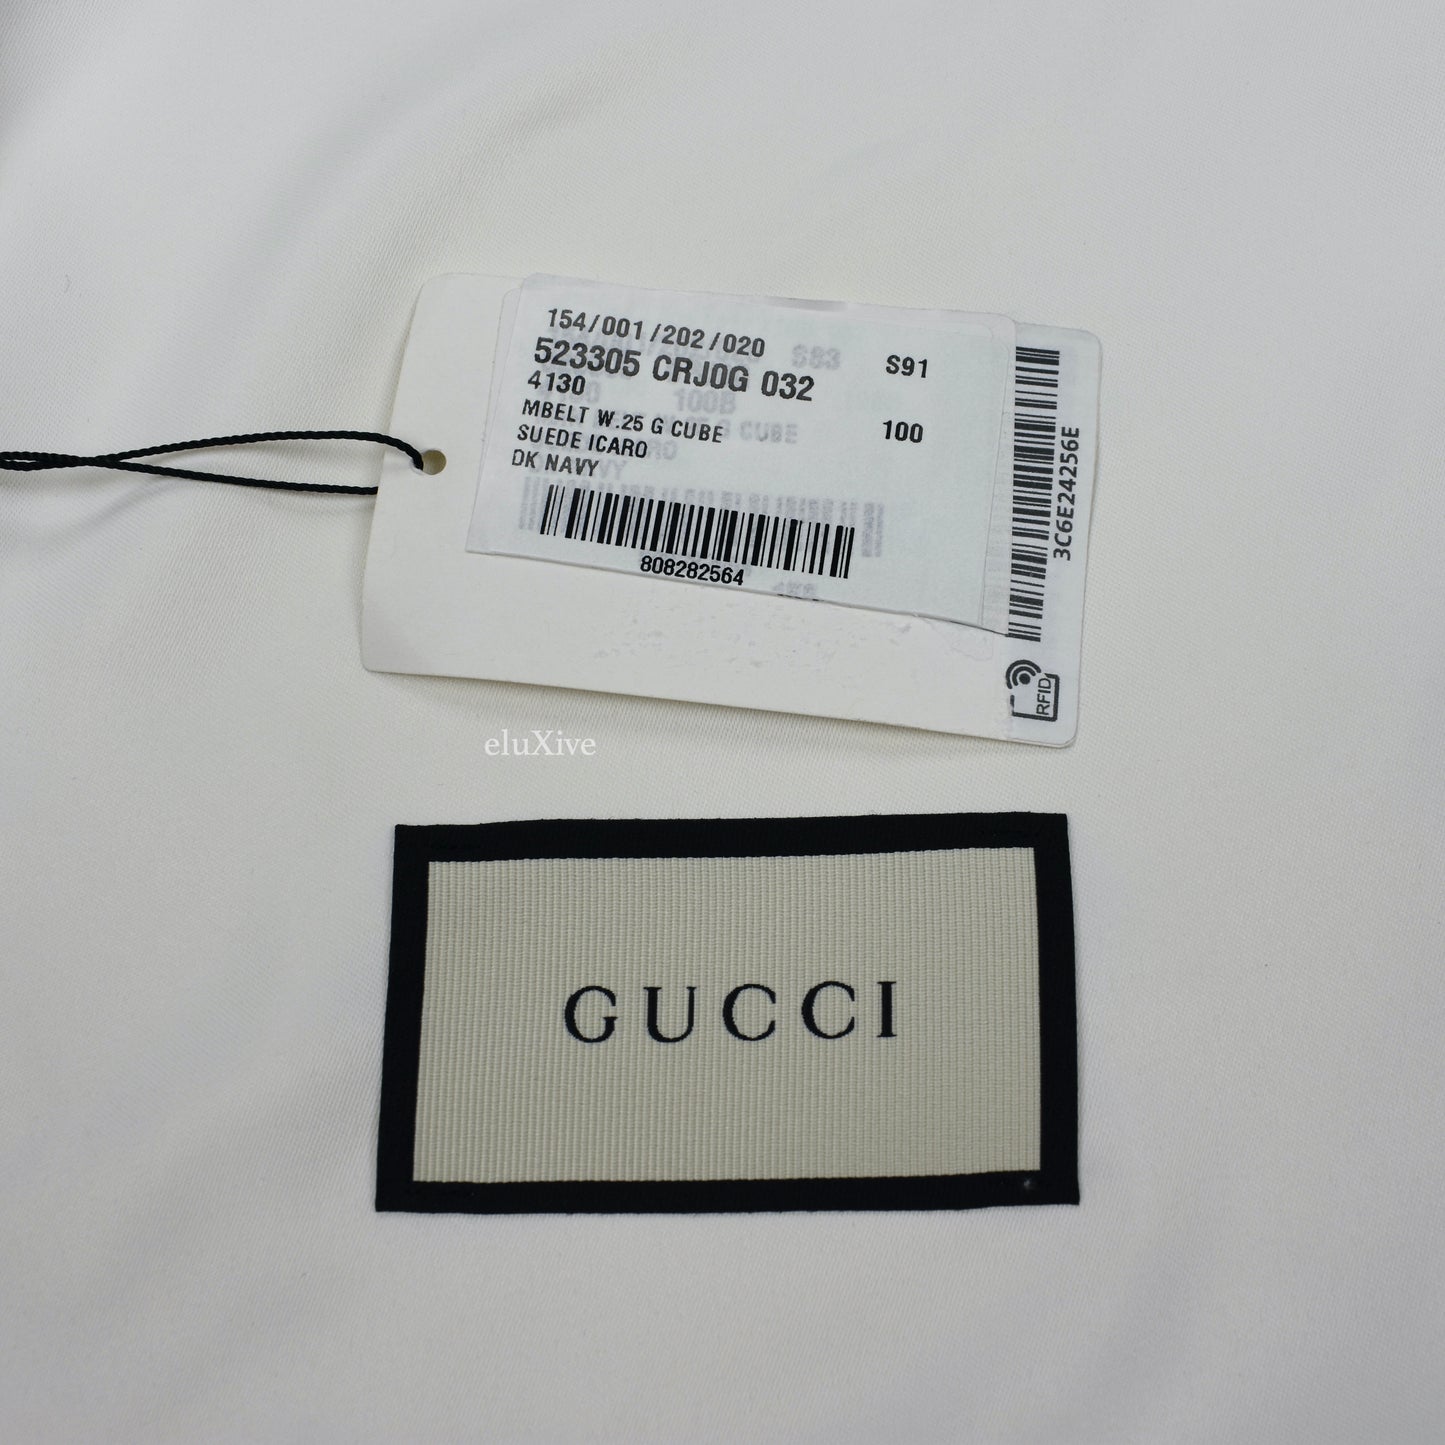 154/001/202/020
S91
523305 CRJ0G 032
4130
MBELT W.25 G CUBE
100
SUEDE ICARO
DK NAVY
808282564
3C6E24256E
RFID
eluXive
GUCCI